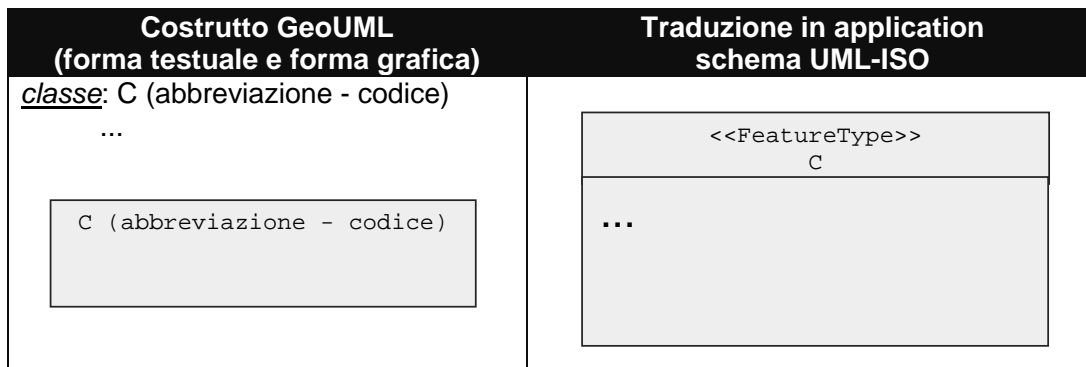 Costrutto GeoUML
(forma testuale e forma grafica)
Traduzione in application
schema UML-ISO
classe: C (abbreviazione - codice)
...
C (abbreviazione - codice)
<<FeatureType>>
C
...